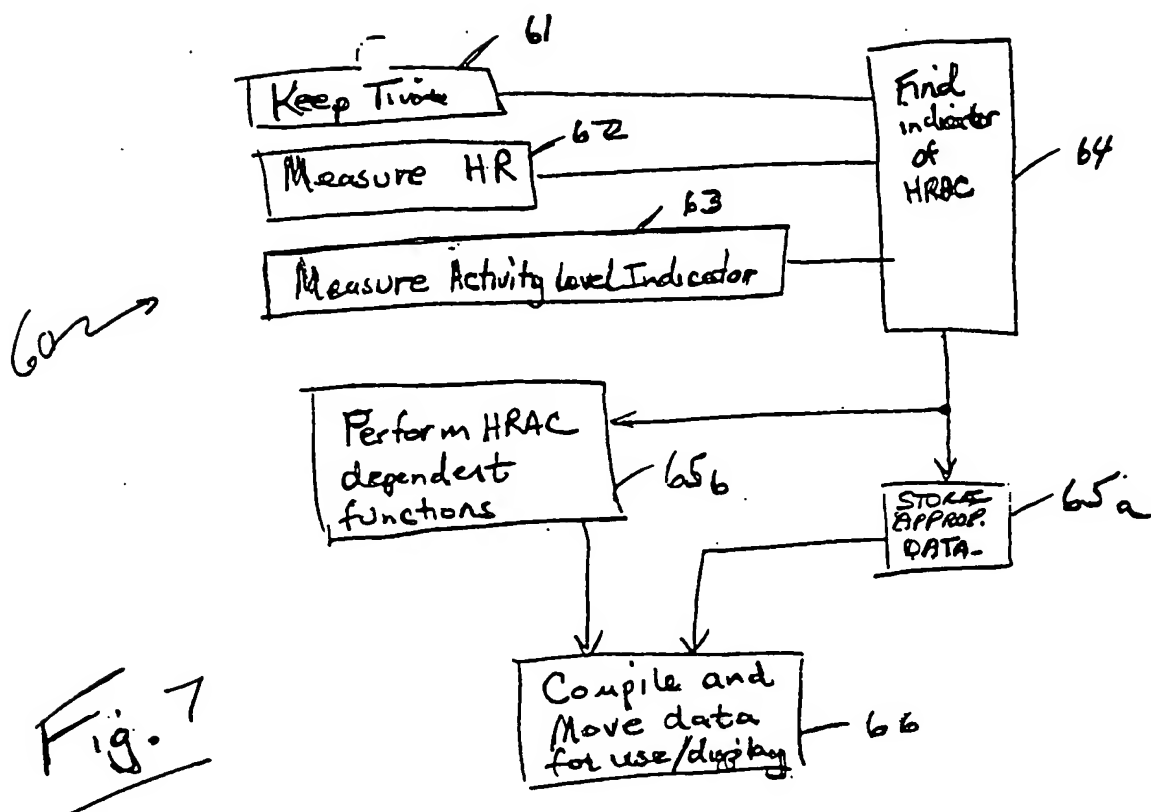 61
Keep Time
62
Measure HR
63
Measure Activity Level Indicator
Find
indicator
of
HRAC
64
60
Perform HRAC
dependent
functions
65b
STORE
APPROP.
DATA
65a
Compile and
Move data
for use/display
66
Fig. 7